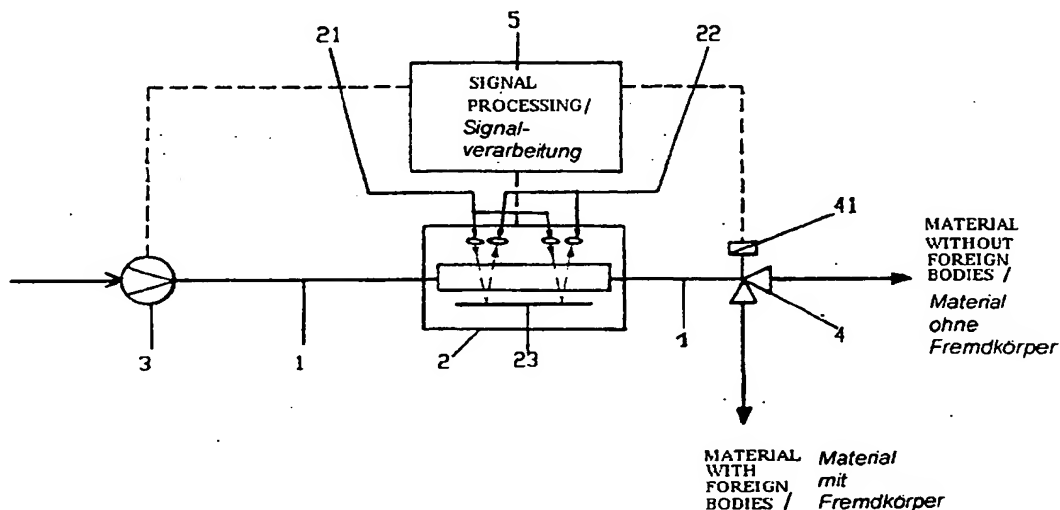 21
5
22
SIGNAL
PROCESSING/
Signal-
verarbeitung
41
MATERIAL
WITHOUT
FOREIGN
BODIES /
Material
ohne
Fremdkörper
3
1
2
23
1
4
MATERIAL
WITH
FOREIGN
BODIES /
Material
mit
Fremdkörper